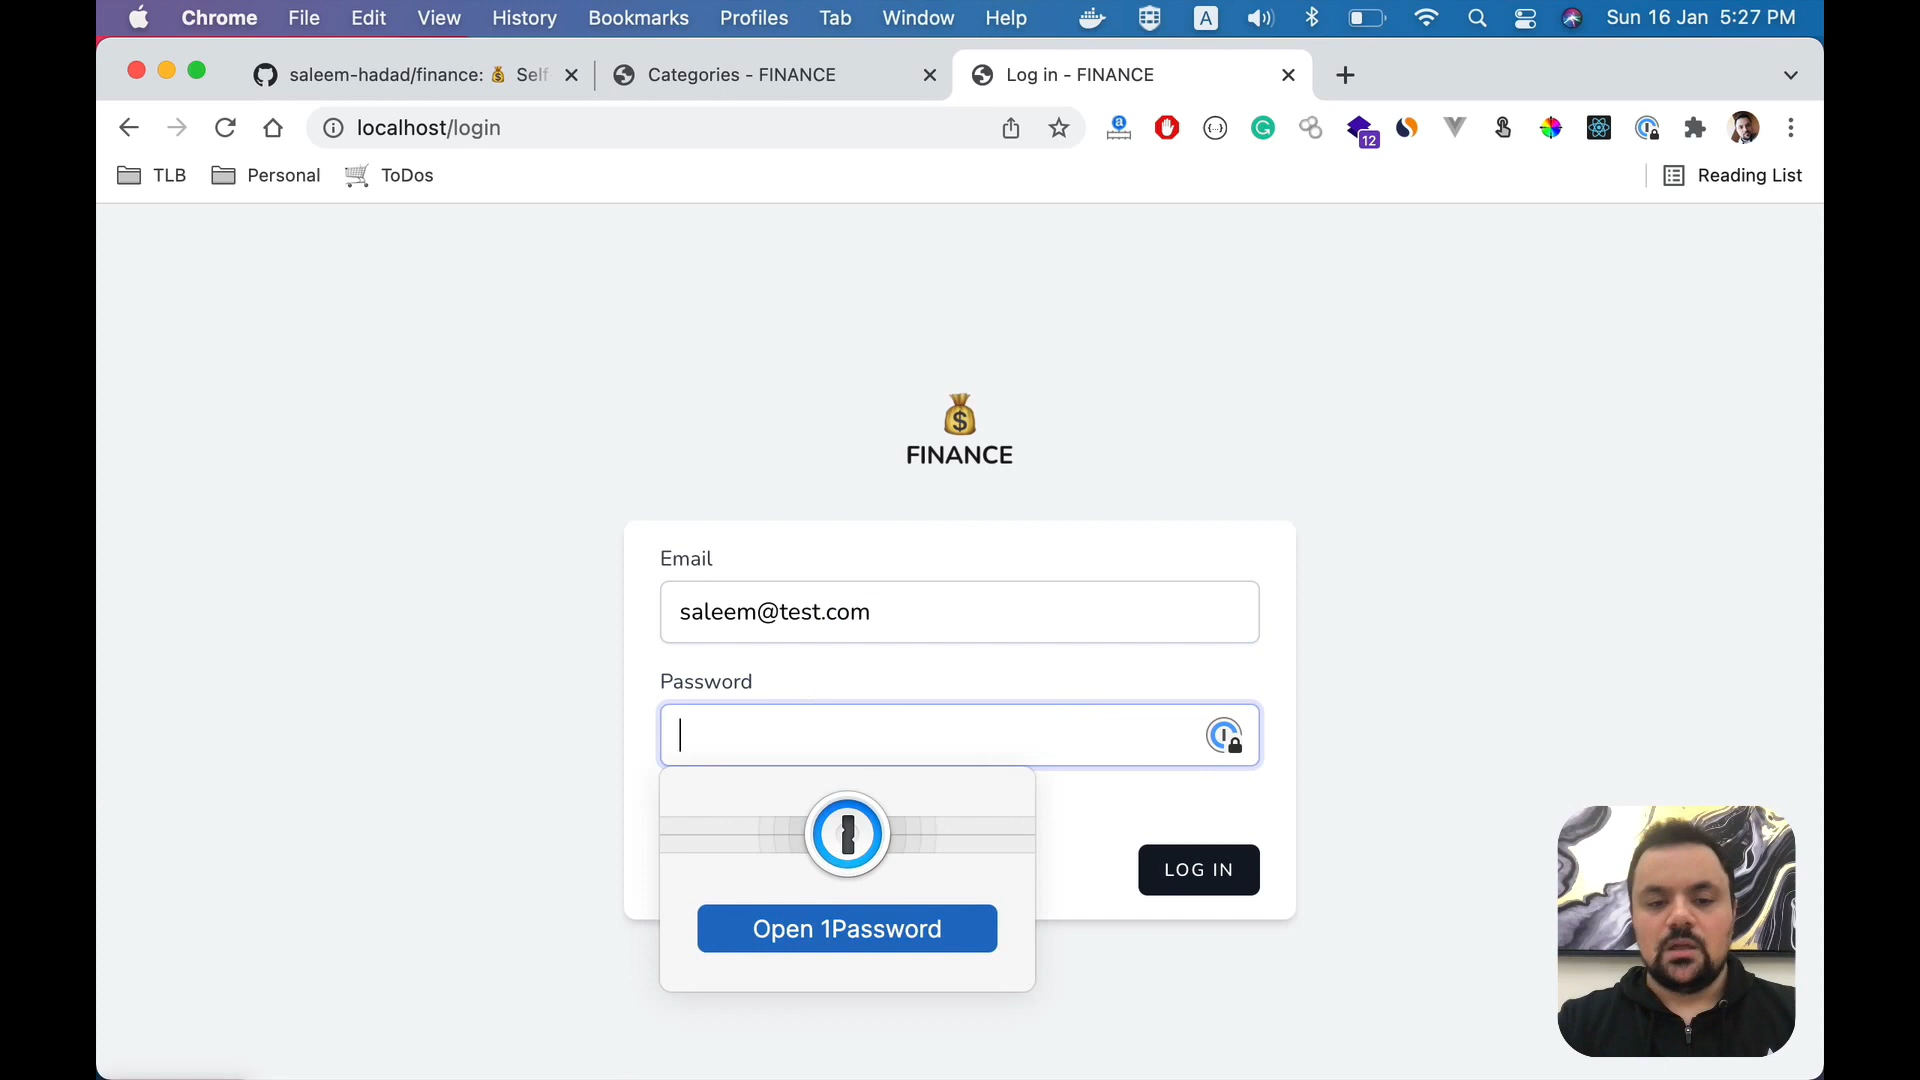 Chrome File Edit View History Bookmarks Profiles Tab Window Help A Sun 16 Jan 5:27 PM
saleem-hadad/finance: 💰 Self
Categories - FINANCE
Log in - FINANCE
localhost/login
12
TLB Personal ToDos Reading List
FINANCE
Email
saleem@test.com
Password
LOG IN
Open 1Password